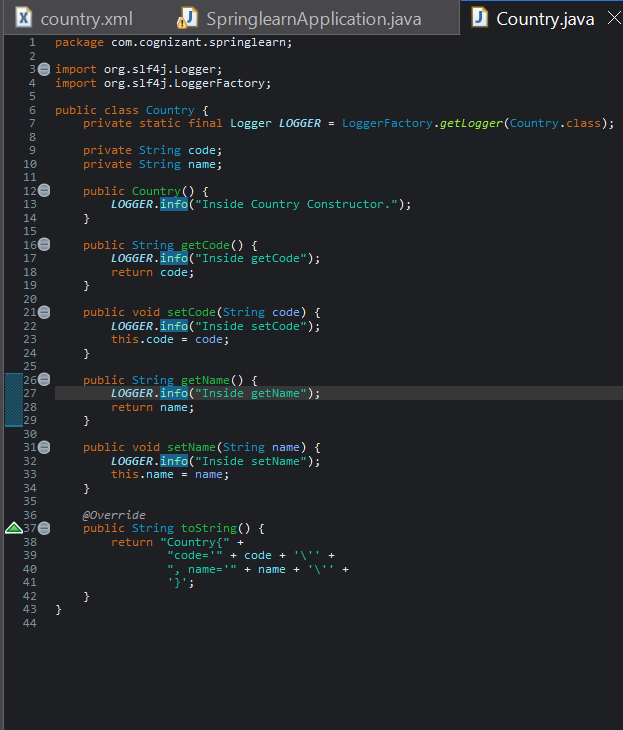 country.xml SpringlearnApplication.java Country.java
1 package com.cognizant.springlearn;
2
3 import org.slf4j.Logger;
4 import org.slf4j.LoggerFactory;
5
6 public class Country {
7     private static final Logger LOGGER = LoggerFactory.getLogger(Country.class);
8
9     private String code;
10     private String name;
11
12     public Country() {
13         LOGGER.info("Inside Country Constructor.");
14     }
15
16     public String getCode() {
17         LOGGER.info("Inside getCode");
18         return code;
19     }
20
21     public void setCode(String code) {
22         LOGGER.info("Inside setCode");
23         this.code = code;
24     }
25
26     public String getName() {
27         LOGGER.info("Inside getName");
28         return name;
29     }
30
31     public void setName(String name) {
32         LOGGER.info("Inside setName");
33         this.name = name;
34     }
35
36     @Override
37     public String toString() {
38         return "Country{" +
39                 "code='" + code + '\'' +
40                 ", name='" + name + '\'' +
41                 '}';
42     }
43 }
44